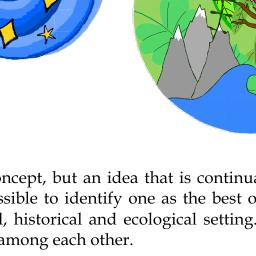 oncept, but an idea that is continua
ssible to identify one as the best o
l, historical and ecological setting.
among each other.